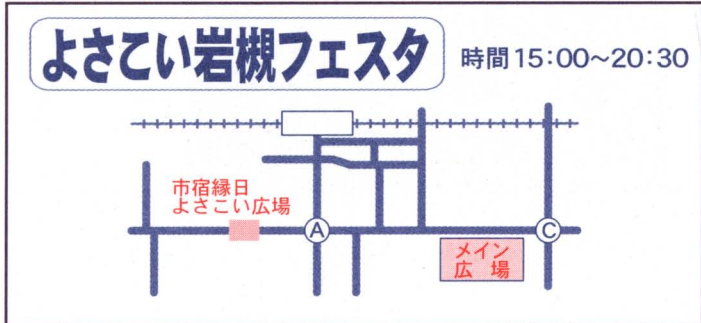 よさこい岩槻フェスタ
時間15:00〜20:30
市宿縁日
よさこい広場
A
C
メイン
広 場